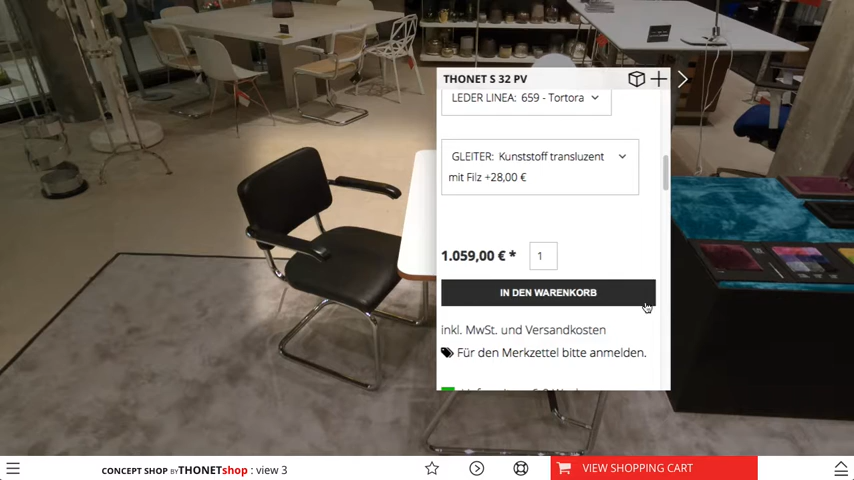 THONET S 32 PV
LEDER LINEA: 659 - Tortora
GLEITER: Kunststoff transluzent
mit Filz +28,00 €
1.059,00 € * 1
IN DEN WARENKORB
inkl. MwSt. und Versandkosten
Für den Merkzettel bitte anmelden.
CONCEPT SHOP BY THONETshop : view 3
VIEW SHOPPING CART